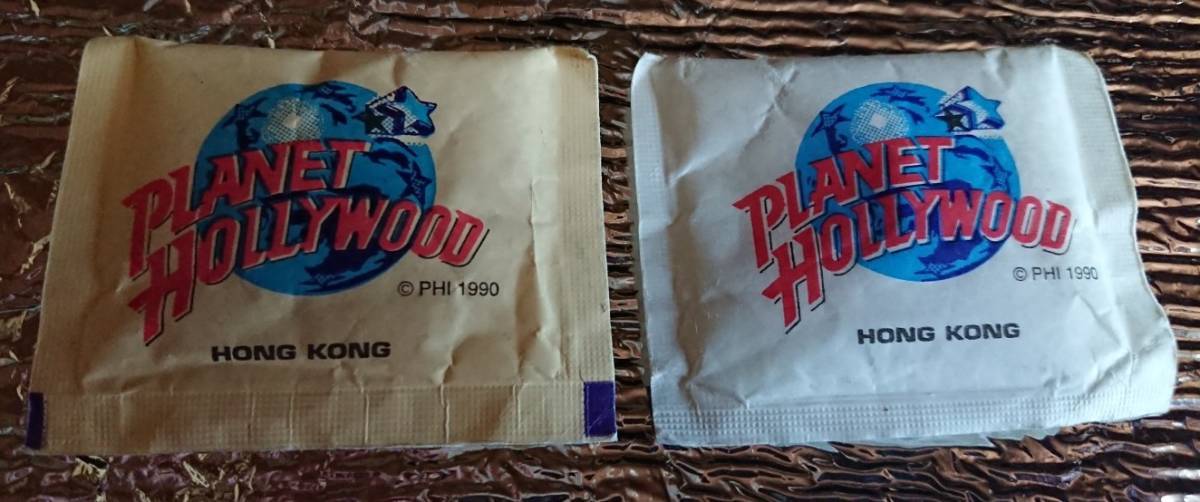 PLANET
HOLLYWOOD
© PHI 1990
HONG KONG
PLANET
HOLLYWOOD
© PHI 1990
HONG KONG